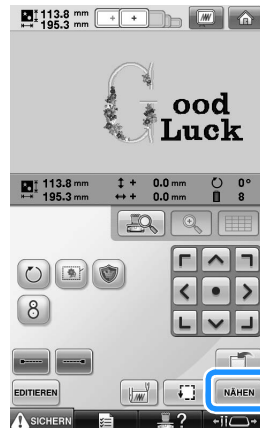 113.8 mm
195.3 mm
Good
Luck
113.8 mm + 0.0 mm 0°
195.3 mm + 0.0 mm 8
8
EDITIEREN
NÄHEN
SICHERN
?